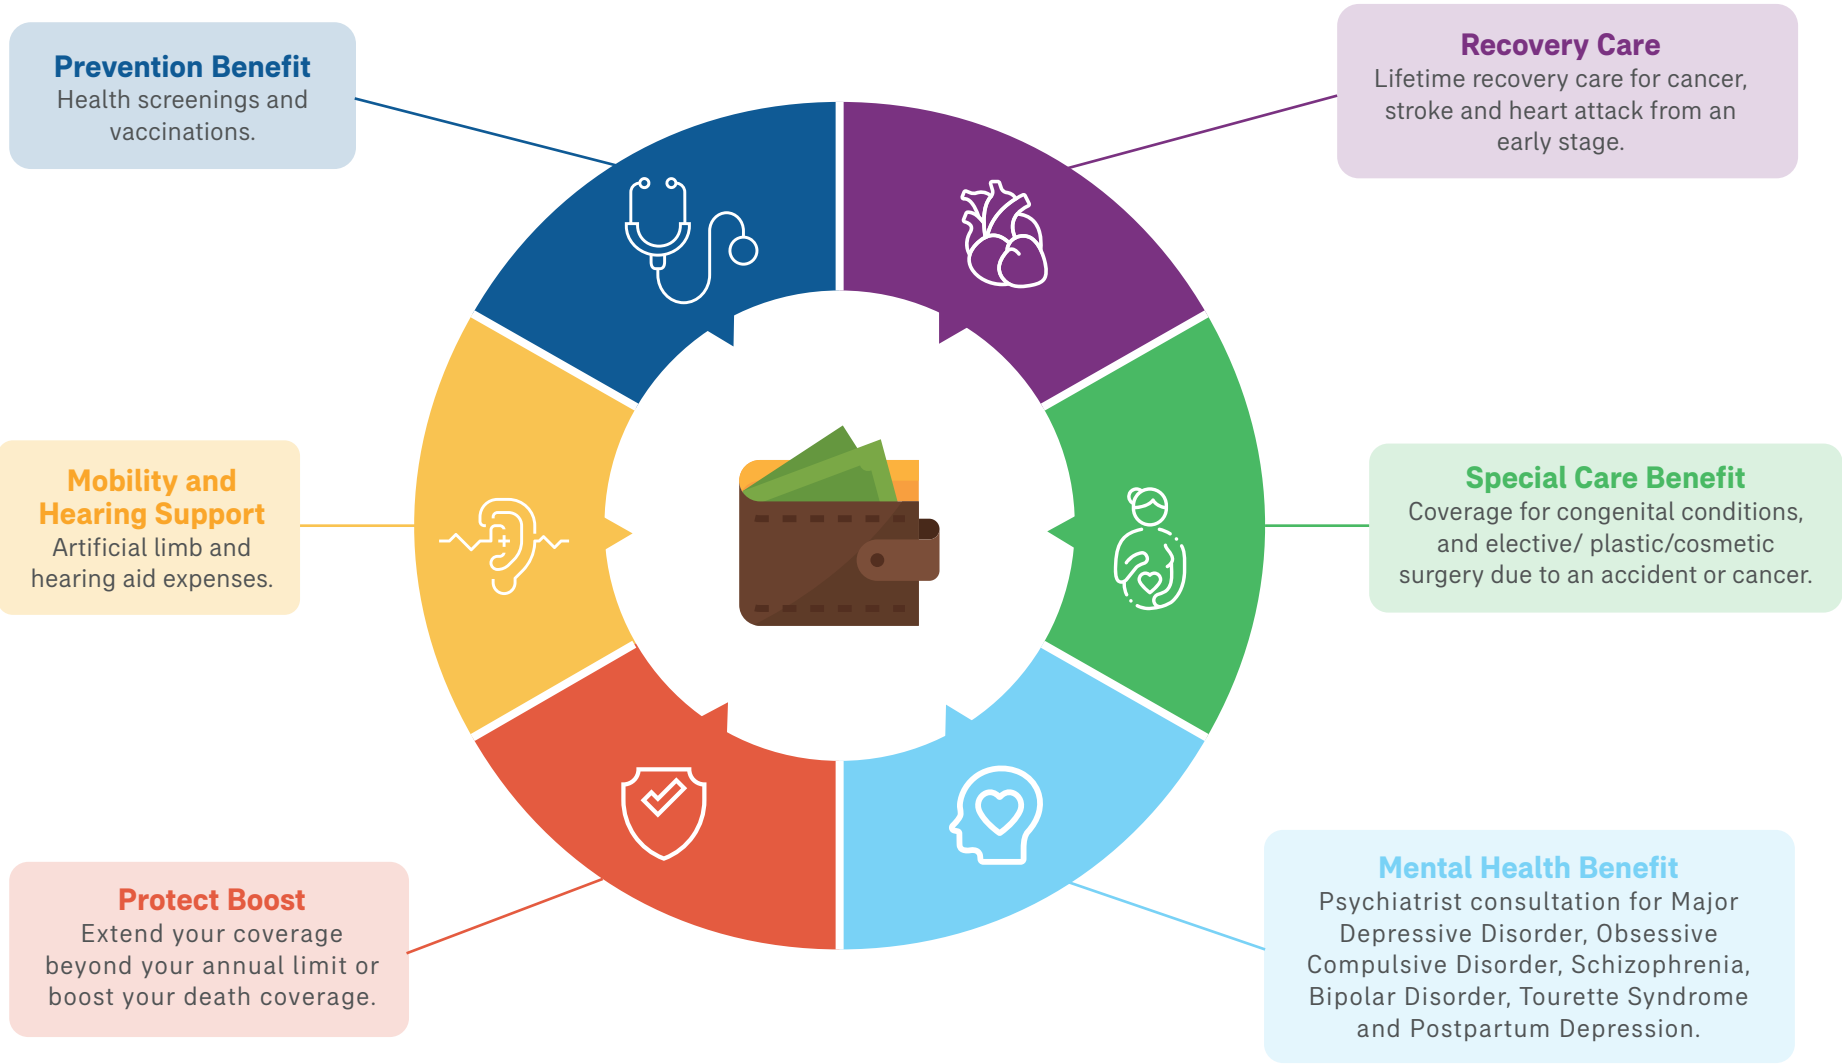 Prevention Benefit
Health screenings and
vaccinations.
Recovery Care
Lifetime recovery care for cancer,
stroke and heart attack from an
early stage.
Mobility and
Hearing Support
Artificial limb and
hearing aid expenses.
Special Care Benefit
Coverage for congenital conditions,
and elective/ plastic/cosmetic
surgery due to an accident or cancer.
Protect Boost
Extend your coverage
beyond your annual limit or
boost your death coverage.
Mental Health Benefit
Psychiatrist consultation for Major
Depressive Disorder, Obsessive
Compulsive Disorder, Schizophrenia,
Bipolar Disorder, Tourette Syndrome
and Postpartum Depression.